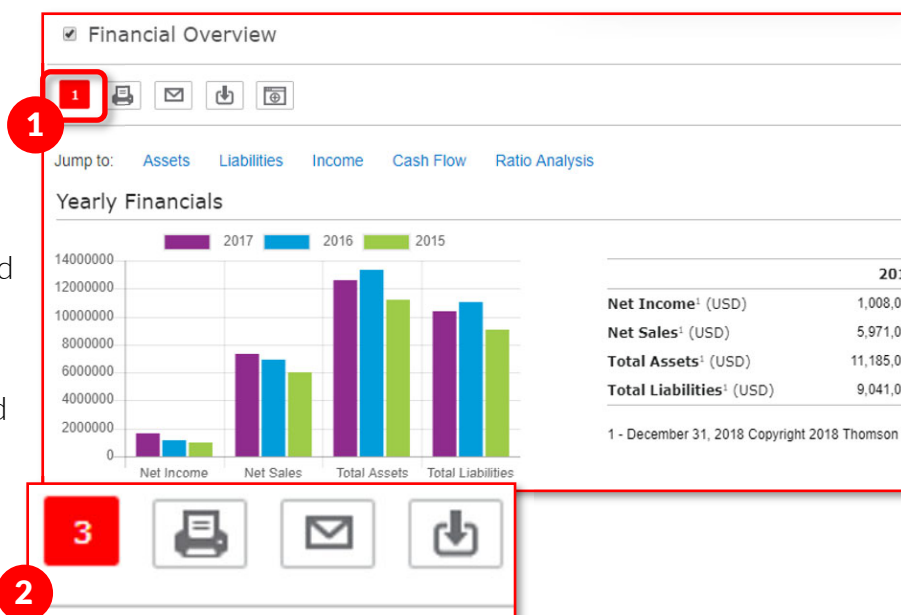 Financial Overview
1
1
Jump to: Assets Liabilities Income Cash Flow Ratio Analysis
Yearly Financials
2017 2016 2015
14000000
12000000
10000000
8000000
6000000
4000000
2000000
0
Net Income Net Sales Total Assets Total Liabilities
Net Income¹ (USD) 1,008,0
Net Sales¹ (USD) 5,971,0
Total Assets¹ (USD) 11,185,0
Total Liabilities¹ (USD) 9,041,0
1 - December 31, 2018 Copyright 2018 Thomson
3
2